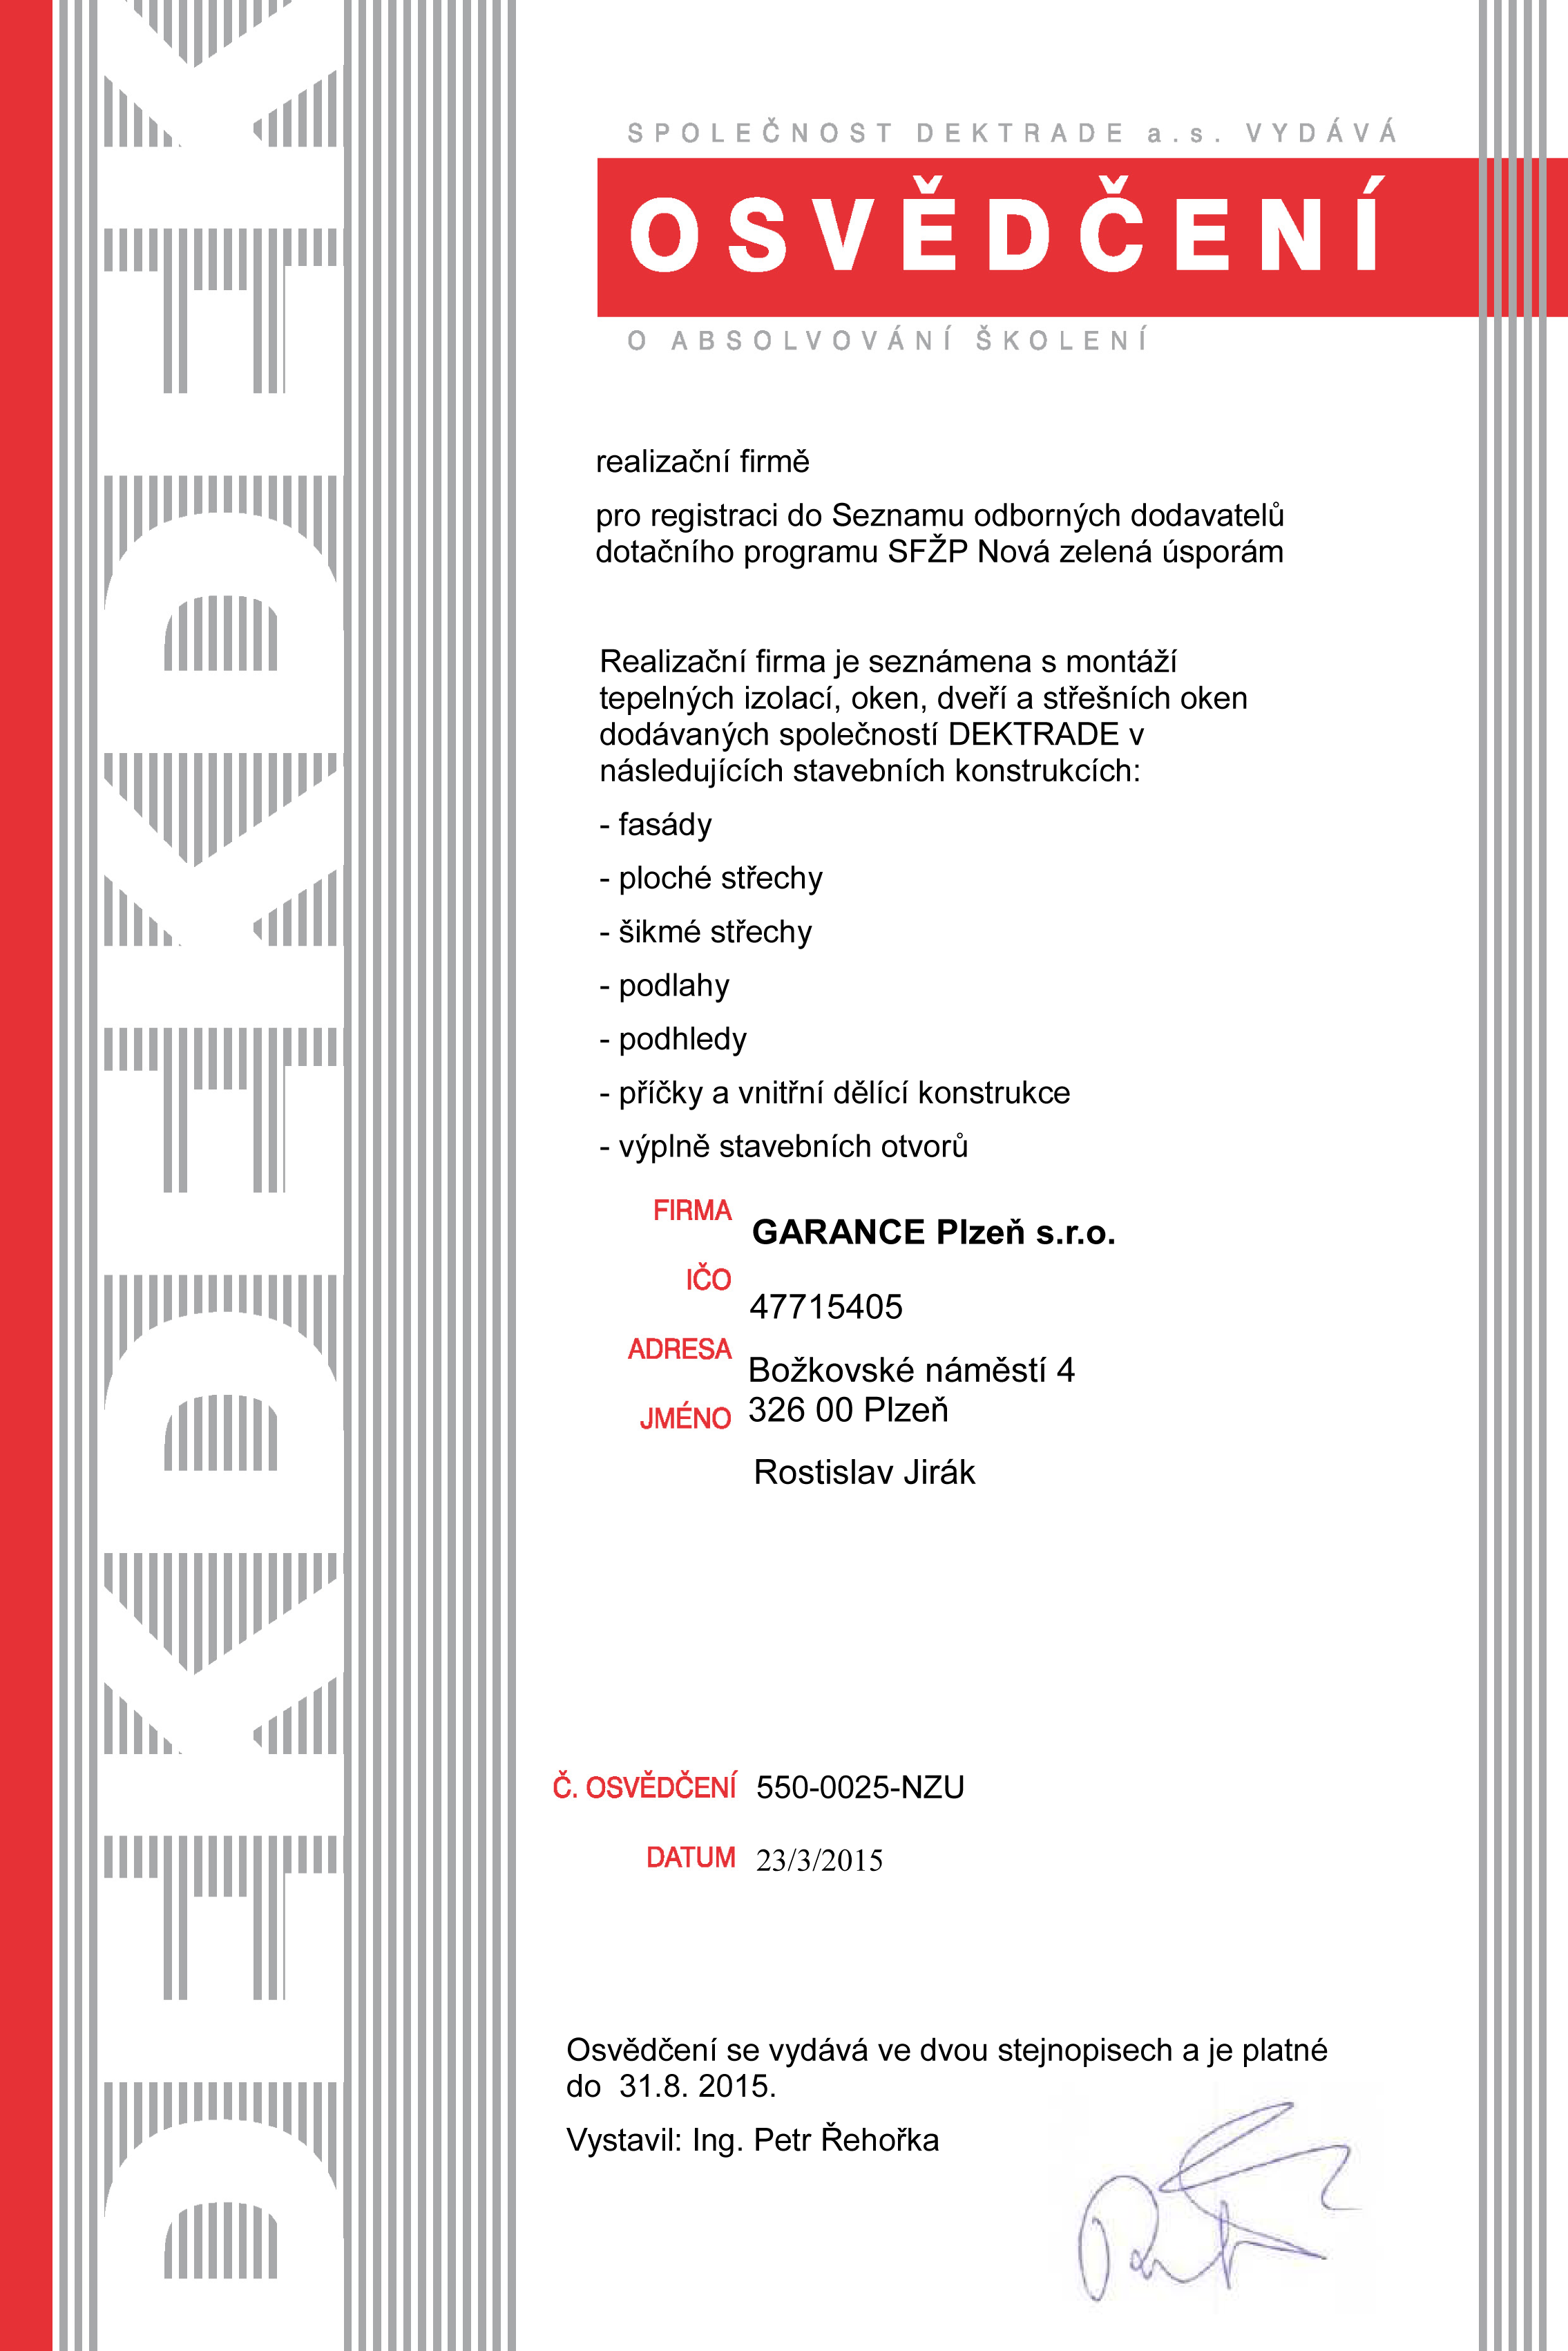 SPOLEČNOST DEKTRADE a.s. VYDÁVÁ
OSVĚDČENÍ
O ABSOLVOVÁNÍ ŠKOLENÍ
realizační firmě
pro registraci do Seznamu odborných dodavatelů
dotačního programu SFŽP Nová zelená úsporám
Realizační firma je seznámena s montáží
tepelných izolací, oken, dveří a střešních oken
dodávaných společností DEKTRADE v
následujících stavebních konstrukcích:
- fasády
- ploché střechy
- šikmé střechy
- podlahy
- podhledy
- příčky a vnitřní dělící konstrukce
- výplně stavebních otvorů
FIRMA GARANCE Plzeň s.r.o.
IČO 47715405
ADRESA Božkovské náměstí 4
326 00 Plzeň
JMÉNO Rostislav Jirák
Č. OSVĚDČENÍ 550-0025-NZU
DATUM 23/3/2015
Osvědčení se vydává ve dvou stejnopisech a je platné
do 31.8. 2015.
Vystavil: Ing. Petr Řehořka
DEKDEKDEK